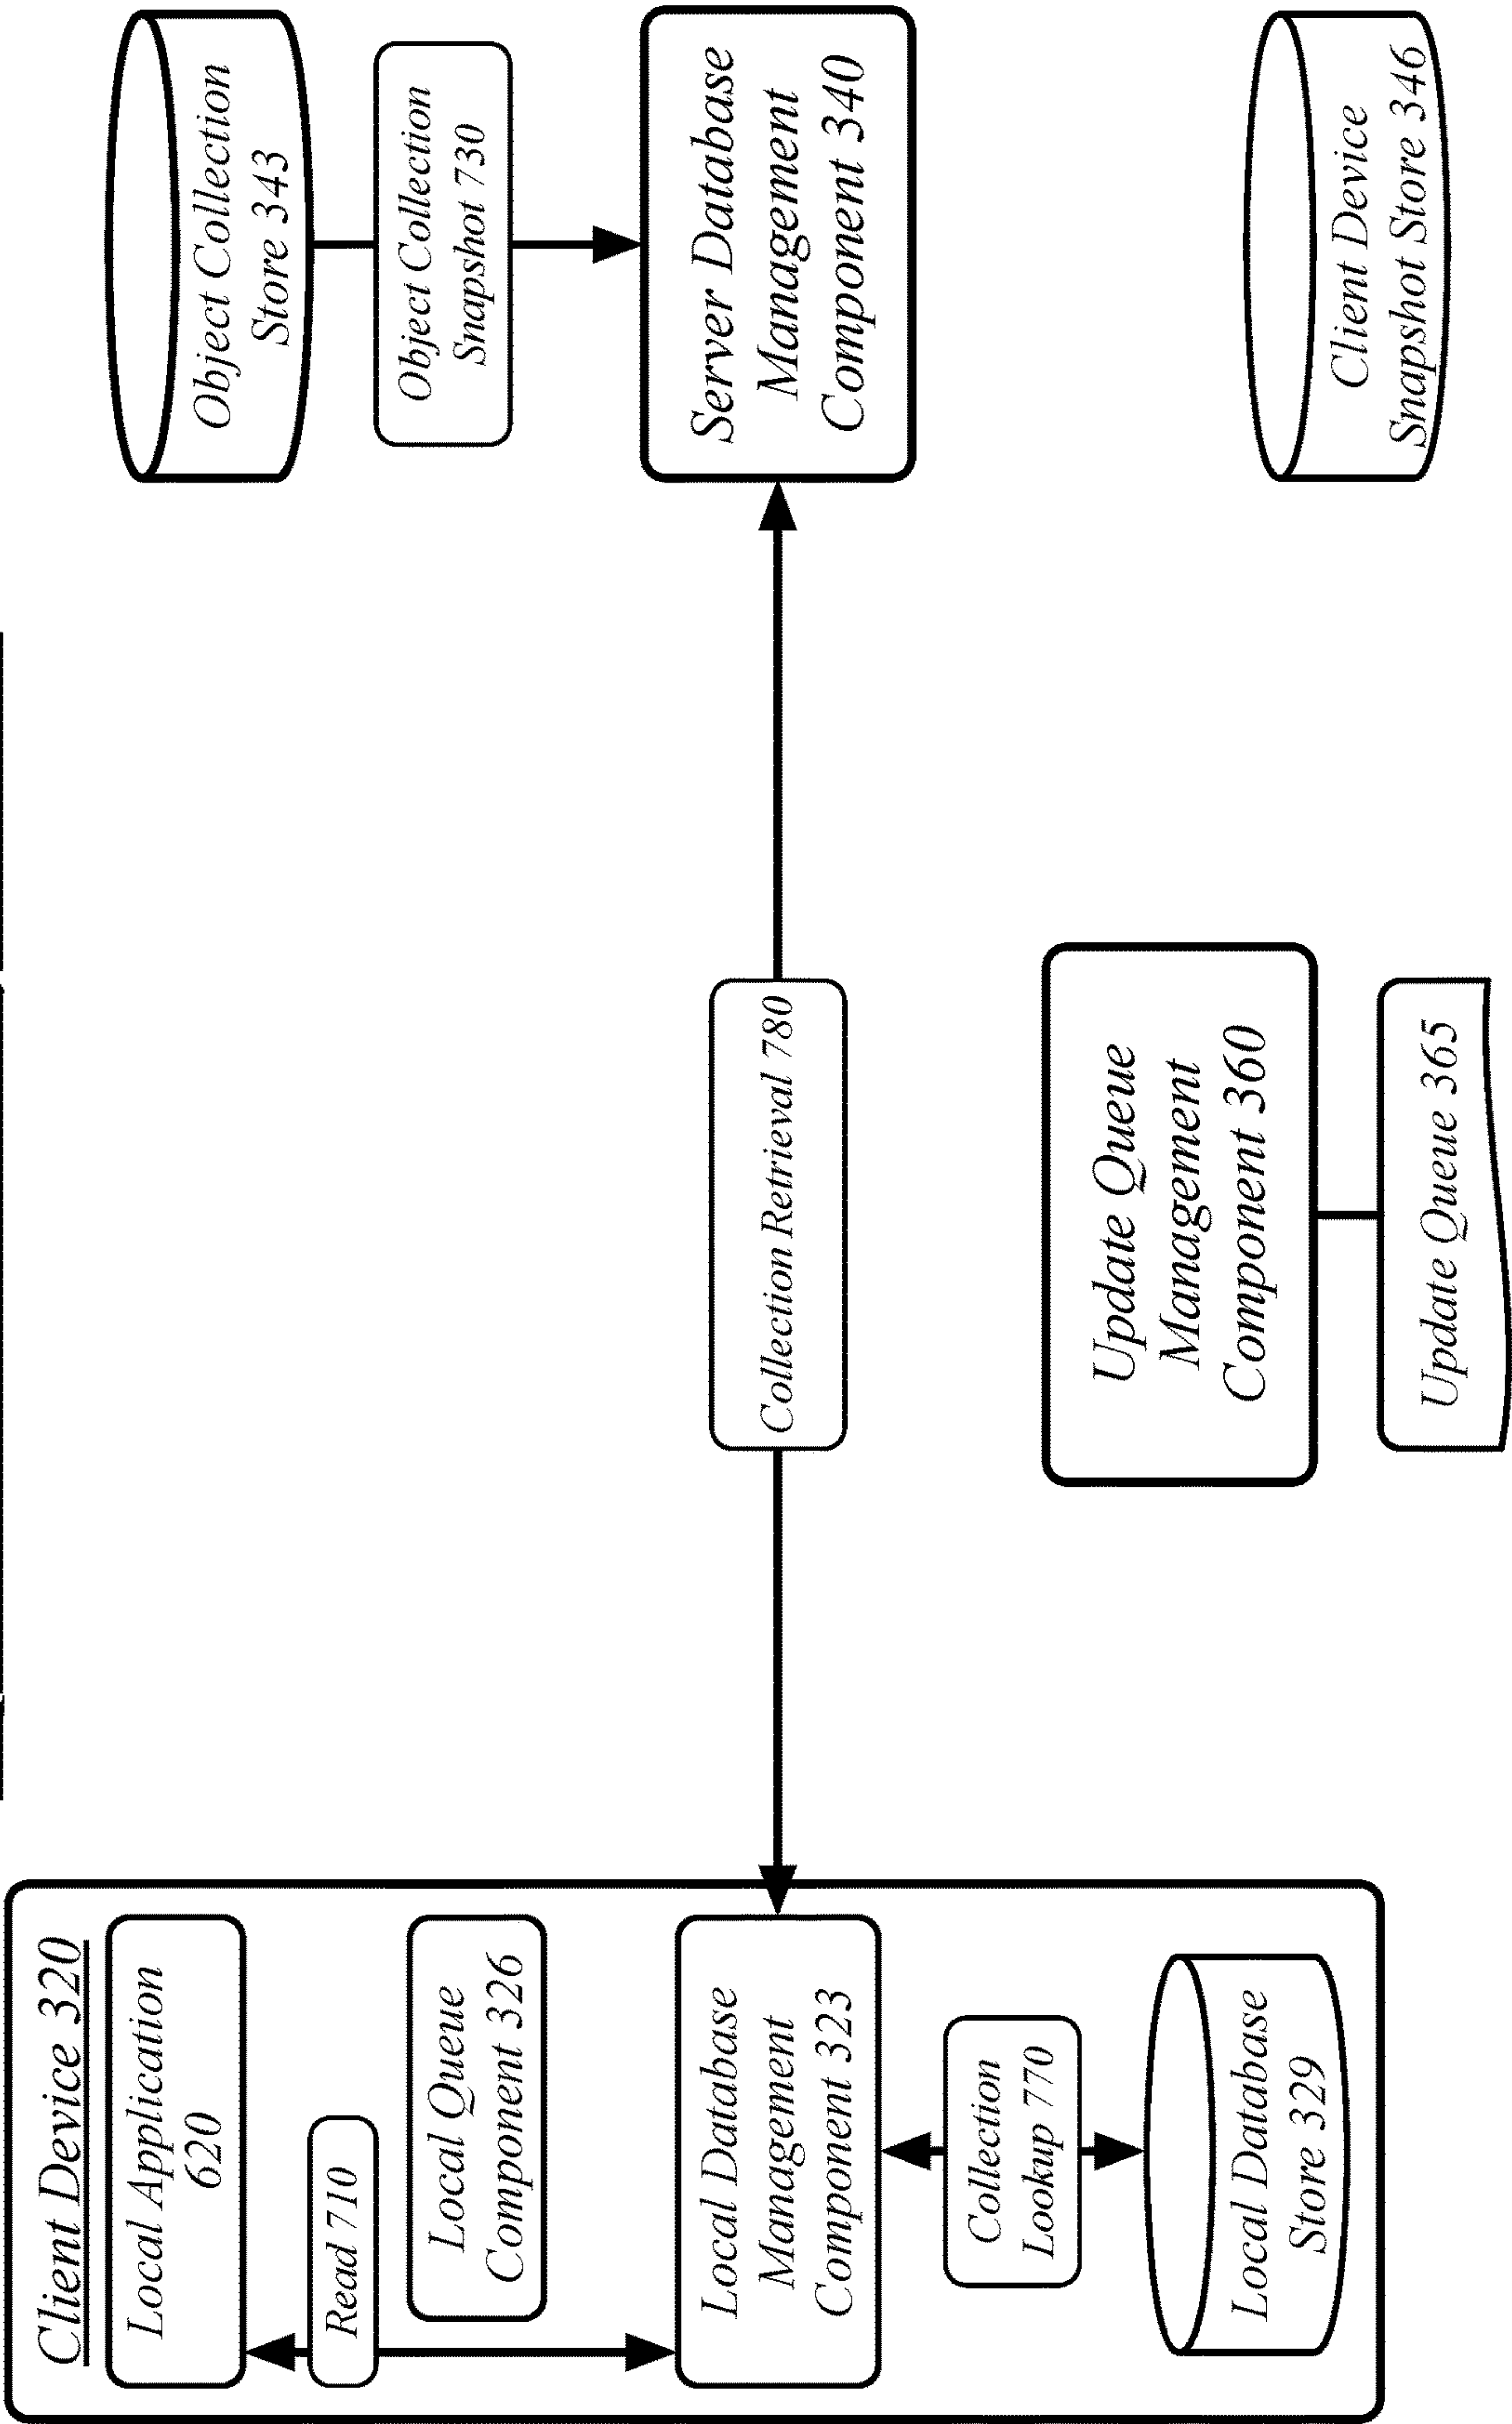 Client Device 320
Local Application
620
Read 710
Local Queue
Component 326
Local Database
Management
Component 323
Collection
Lookup 770
Local Database
Store 329
Collection Retrieval 780
Update Queue
Management
Component 360
Update Queue 365
Object Collection
Store 343
Object Collection
Snapshot 730
Server Database
Management
Component 340
Client Device
Snapshot Store 346